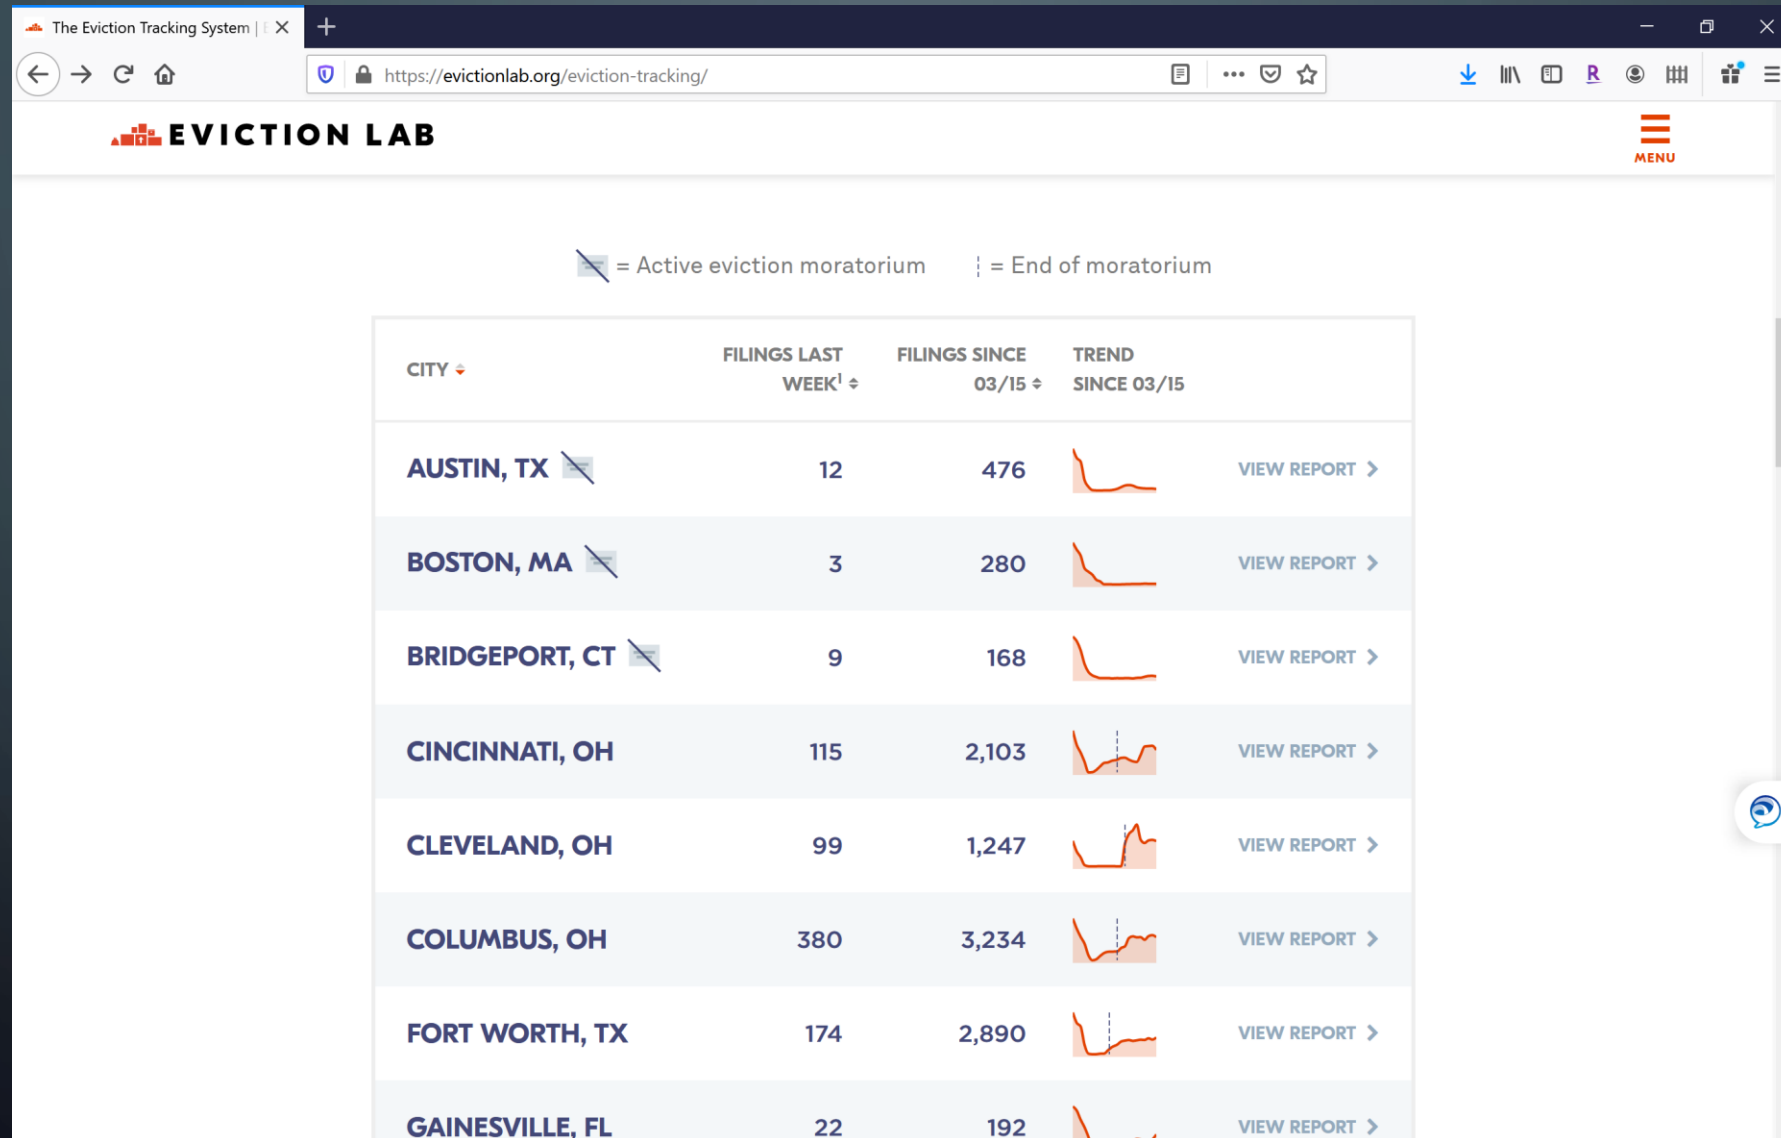 The Eviction Tracking System |
https://evictionlab.org/eviction-tracking/
R
EVICTION LAB
MENU
= Active eviction moratorium
= End of moratorium
CITY
FILINGS LAST
WEEK¹
FILINGS SINCE
03/15
TREND
SINCE 03/15
AUSTIN, TX 12 476 VIEW REPORT
BOSTON, MA 3 280 VIEW REPORT
BRIDGEPORT, CT 9 168 VIEW REPORT
CINCINNATI, OH 115 2,103 VIEW REPORT
CLEVELAND, OH 99 1,247 VIEW REPORT
COLUMBUS, OH 380 3,234 VIEW REPORT
FORT WORTH, TX 174 2,890 VIEW REPORT
GAINESVILLE, FL 22 192 VIEW REPORT